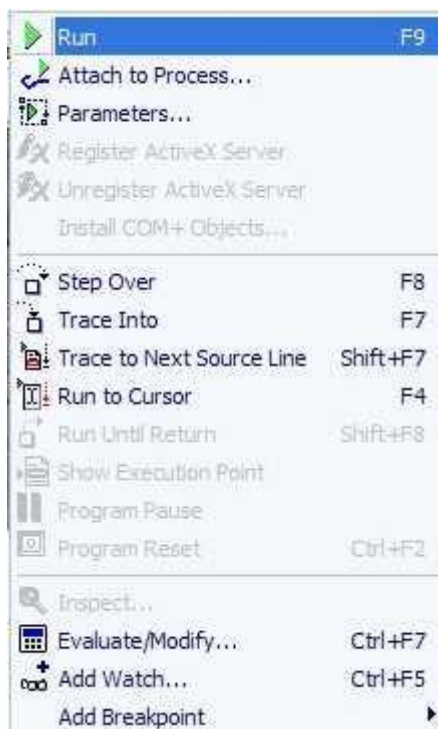 Run F9
Attach to Process...
Parameters...
Register ActiveX Server
Unregister ActiveX Server
Install COM+ Objects...
Step Over F8
Trace Into F7
Trace to Next Source Line Shift+F7
Run to Cursor F4
Run Until Return Shift+F8
Show Execution Point
Program Pause
Program Reset Ctrl+F2
Inspect...
Evaluate/Modify... Ctrl+F7
Add Watch... Ctrl+F5
Add Breakpoint